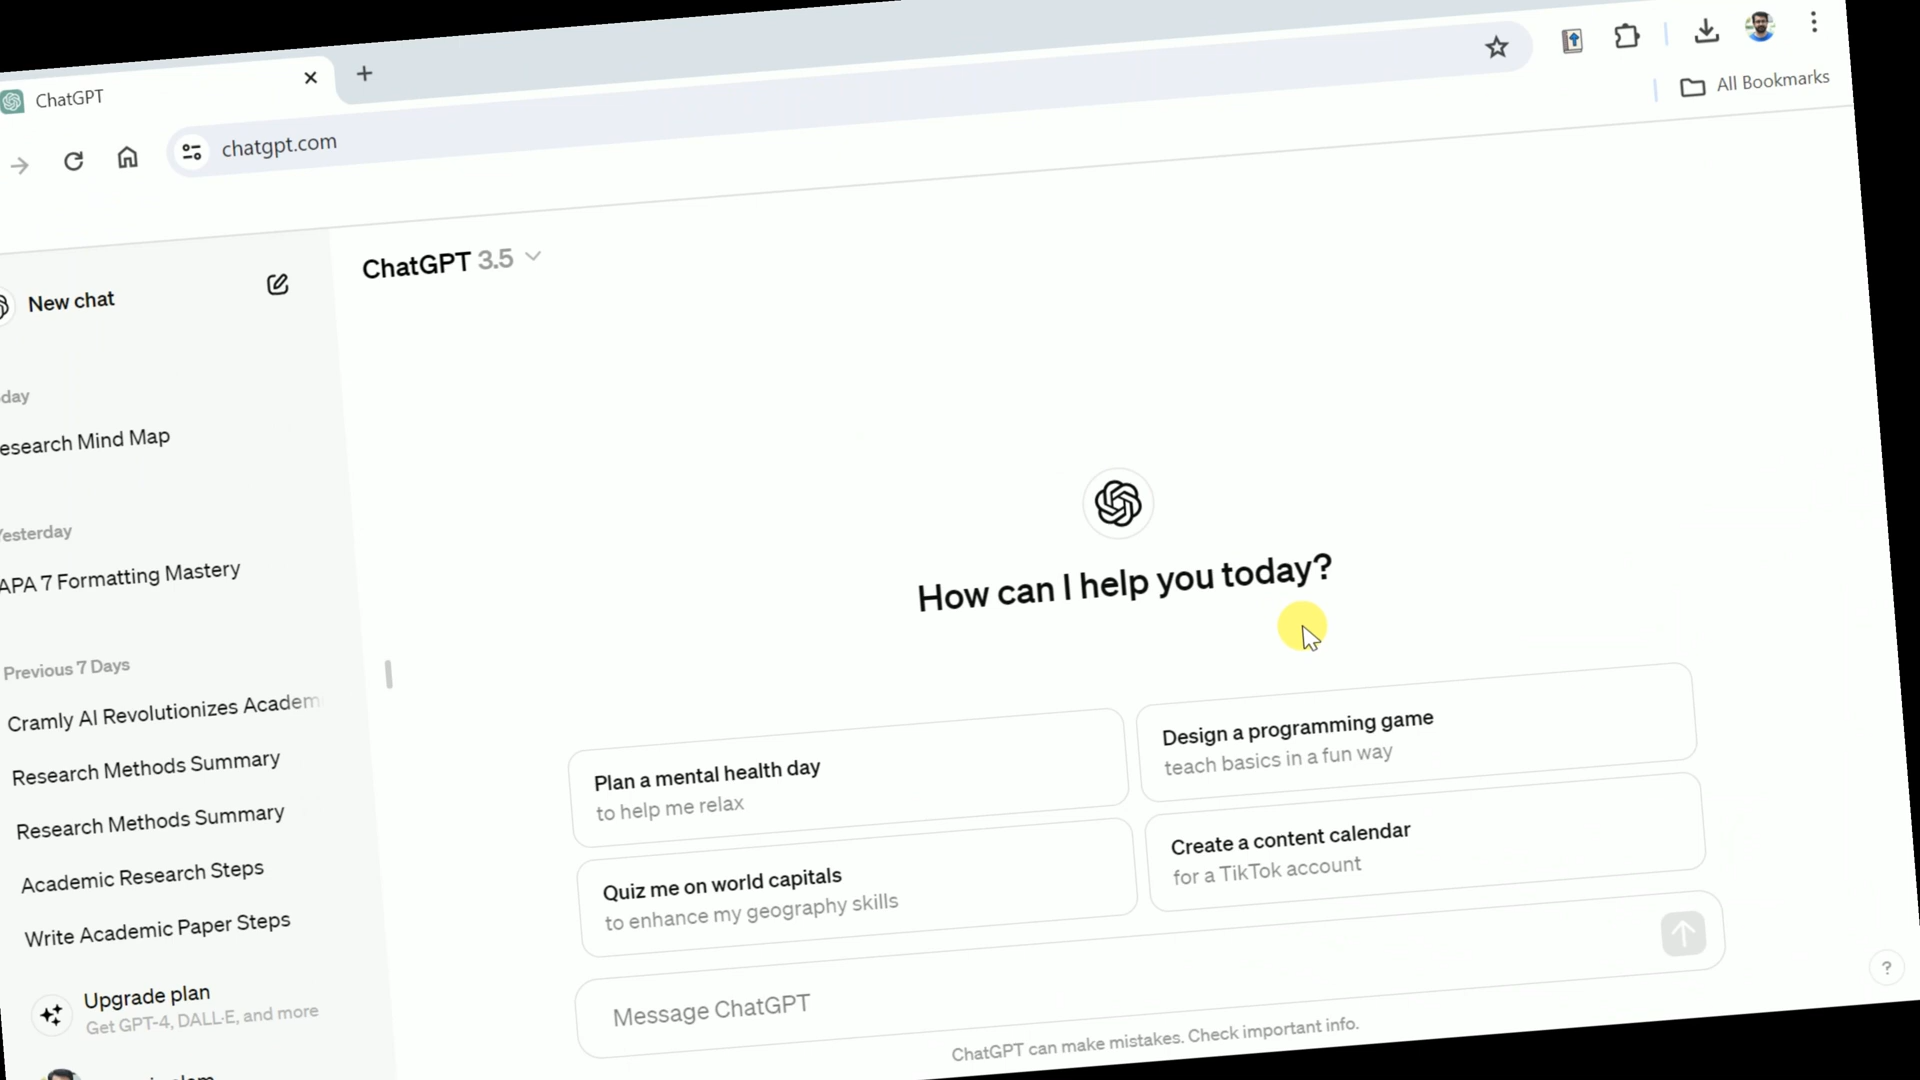 ChatGPT
chatgpt.com
All Bookmarks
ChatGPT 3.5
New chat
day
esearch Mind Map
Yesterday
APA 7 Formatting Mastery
Previous 7 Days
Cramly AI Revolutionizes Academ
Research Methods Summary
Research Methods Summary
Academic Research Steps
Write Academic Paper Steps
Upgrade plan
Get GPT-4, DALL·E, and more
How can I help you today?
Plan a mental health day
to help me relax
Design a programming game
teach basics in a fun way
Quiz me on world capitals
to enhance my geography skills
Create a content calendar
for a TikTok account
Message ChatGPT
ChatGPT can make mistakes. Check important info.
?